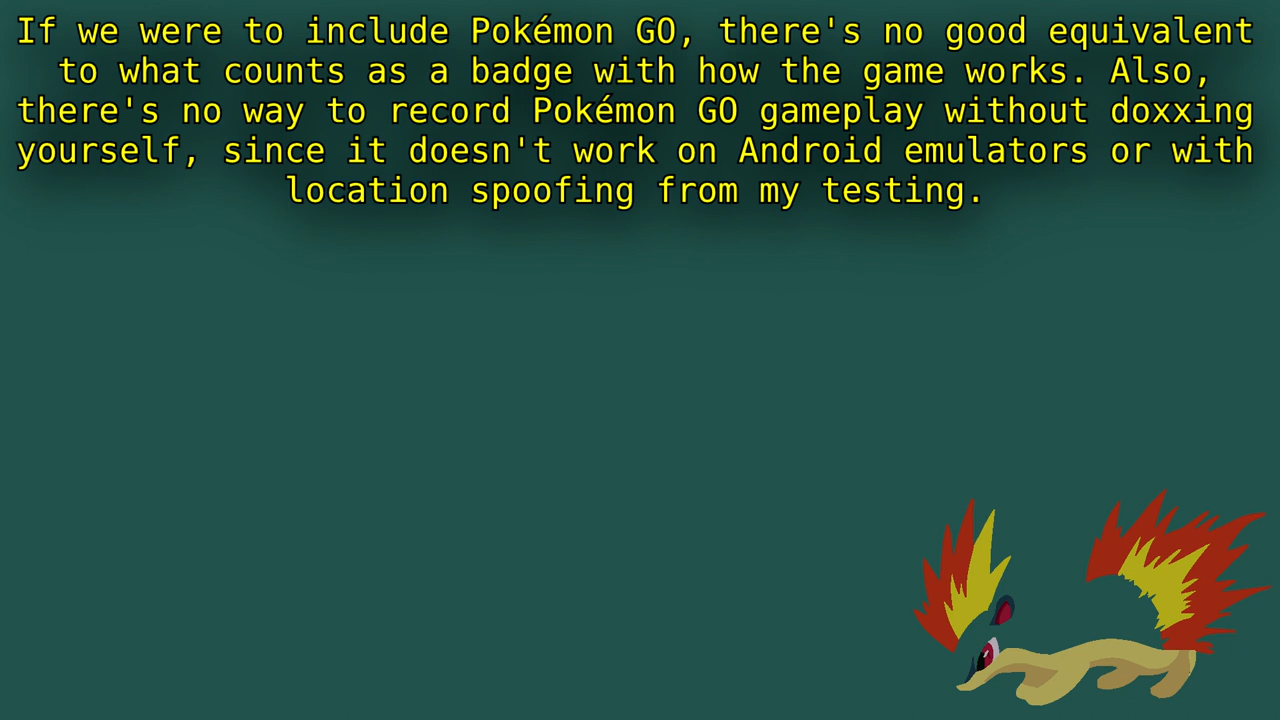 If we were to include Pokémon GO, there's no good equivalent
to what counts as a badge with how the game works. Also,
there's no way to record Pokémon GO gameplay without doxxing
yourself, since it doesn't work on Android emulators or with
location spoofing from my testing.